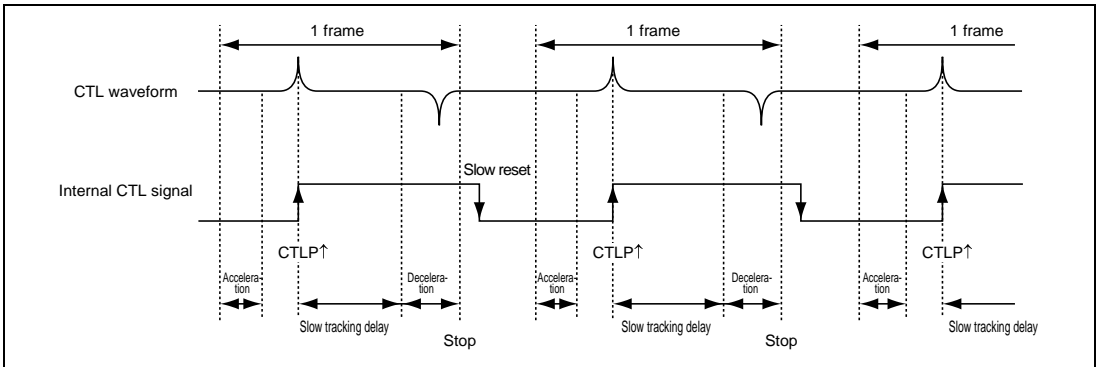 1 frame 1 frame 1 frame
CTL waveform
Slow reset
Internal CTL signal
CTLP↑ CTLP↑ CTLP↑
Accelera- Decelera- Accelera- Decelera- Accelera-
tion tion tion tion tion
Slow tracking delay Slow tracking delay Slow tracking delay
Stop Stop